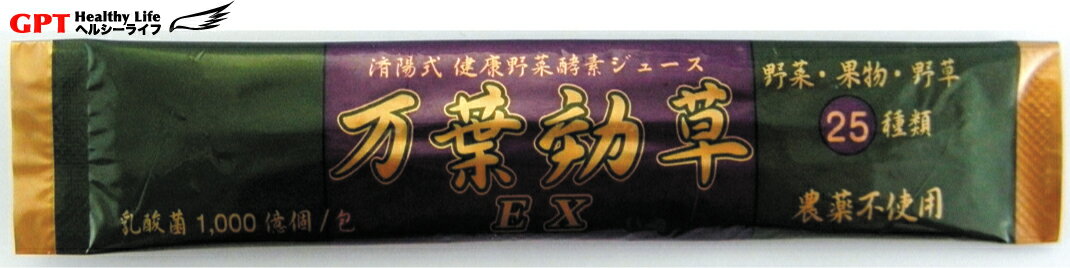 GPT Healthy Life
ヘルシーライフ
済陽式 健康野菜酵素ジュース
万葉効草
EX
乳酸菌 1,000 億個 / 包
野菜・果物・野草
25 種類
農薬不使用